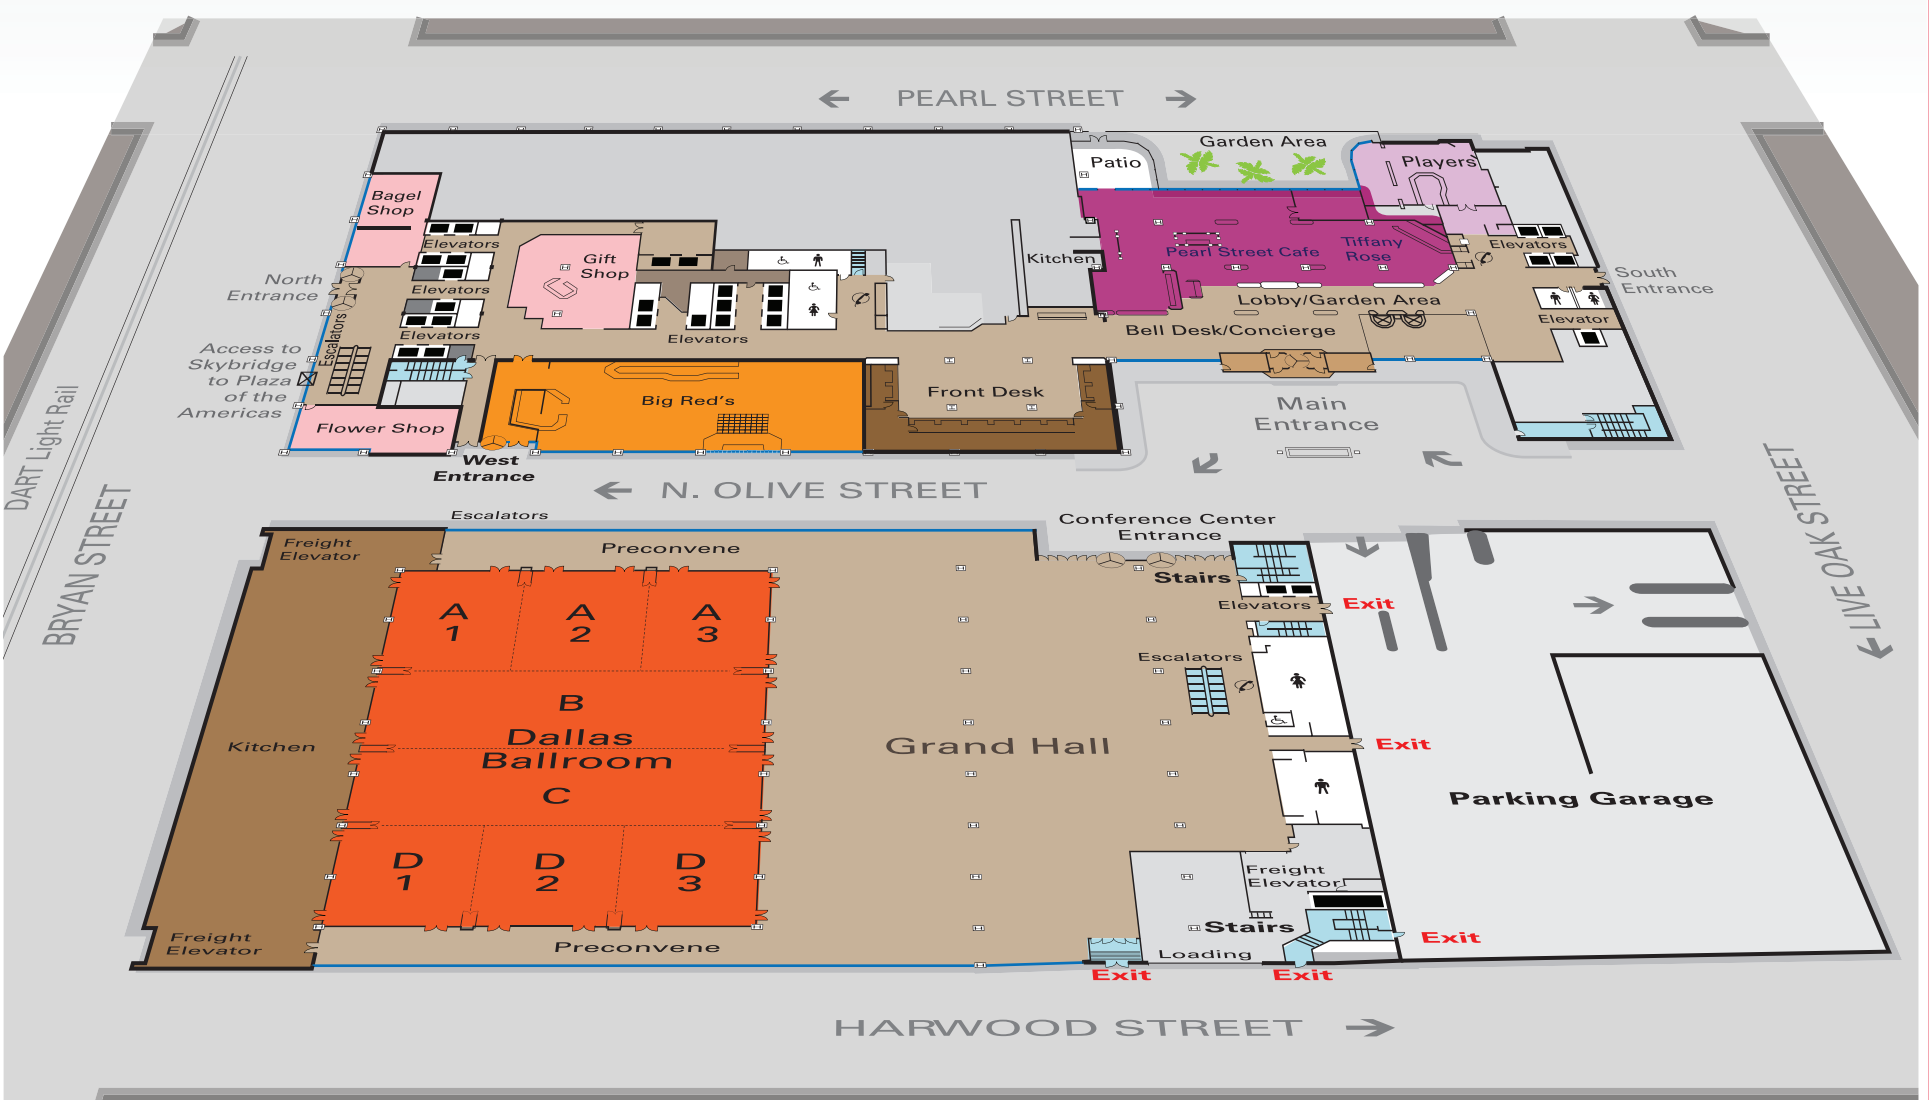 PEARL STREET
Garden Area
Patio
Players
Bagel
Shop
Elevators
Gift
Shop
Kitchen
Pearl Street Cafe
Tiffany
Rose
Elevators
North
Entrance
Elevators
South
Entrance
Lobby/Garden Area
Bell Desk/Concierge
Elevator
Escalators
Elevators
Elevators
Access to
Skybridge
to Plaza
of the
Americas
Big Red's
Front Desk
Main
Entrance
Flower Shop
West
Entrance
DART Light Rail
BRYAN STREET
N. OLIVE STREET
LIVE OAK STREET
Escalators
Conference Center
Entrance
Freight
Elevator
Preconvene
Stairs
Elevators
Exit
A
1
A
2
A
3
Escalators
B
Dallas
Ballroom
C
Kitchen
Grand Hall
Exit
Parking Garage
D
1
D
2
D
3
Freight
Elevator
Freight
Elevator
Preconvene
Stairs
Loading
Exit
Exit
Exit
HARWOOD STREET